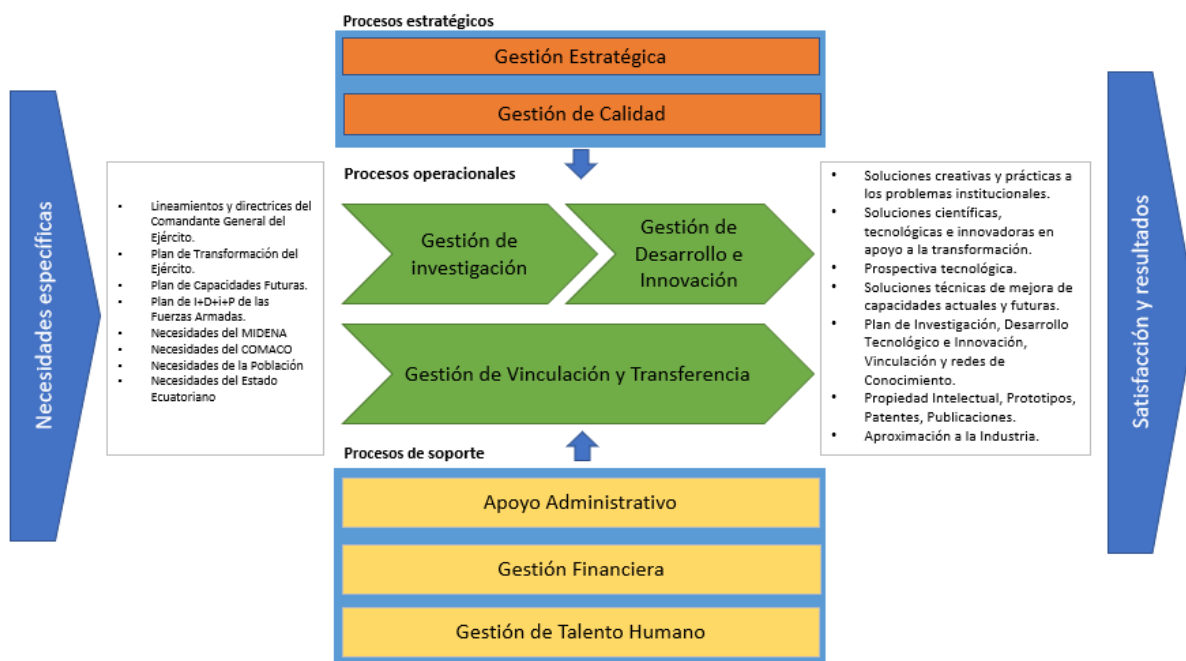 Procesos estratégicos
Gestión Estratégica
Gestión de Calidad
Necesidades específicas
Lineamientos y directrices del
Comandante General del
Ejército.
Plan de Transformación del
Ejército.
Plan de Capacidades Futuras.
Plan de I+D+i+P de las
Fuerzas Armadas.
Necesidades del MIDENA
Necesidades del COMACO
Necesidades de la Población
Necesidades del Estado
Ecuatoriano
Procesos operacionales
Gestión de
investigación
Gestión de
Desarrollo e
Innovación
Gestión de Vinculación y Transferencia
Procesos de soporte
Apoyo Administrativo
Gestión Financiera
Gestión de Talento Humano
Soluciones creativas y prácticas a
los problemas institucionales.
Soluciones científicas,
tecnológicas e innovadoras en
apoyo a la transformación.
Prospectiva tecnológica.
Soluciones técnicas de mejora de
capacidades actuales y futuras.
Plan de Investigación, Desarrollo
Tecnológico e Innovación,
Vinculación y redes de
Conocimiento.
Propiedad Intelectual, Prototipos,
Patentes, Publicaciones.
Aproximación a la Industria.
Satisfacción y resultados